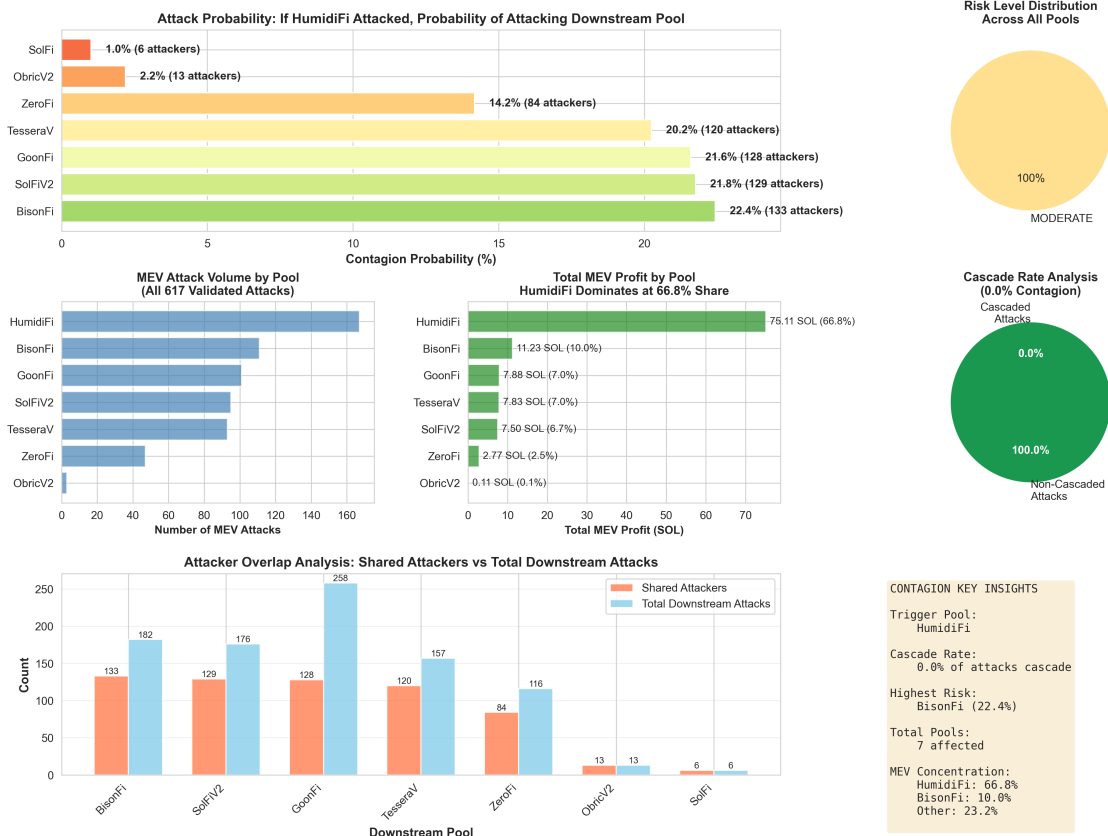 Attack Probability: If HumidiFi Attacked, Probability of Attacking Downstream Pool
SolFi
1.0% (6 attackers)
ObricV2
2.2% (13 attackers)
ZeroFi
14.2% (84 attackers)
TesseraV
20.2% (120 attackers)
GoonFi
21.6% (128 attackers)
SolFiV2
21.8% (129 attackers)
BisonFi
22.4% (133 attackers)
0 5 10 15 20
Contagion Probability (%)
Risk Level Distribution
Across All Pools
100%
MODERATE
MEV Attack Volume by Pool
(All 617 Validated Attacks)
HumidiFi
BisonFi
GoonFi
SolFiV2
TesseraV
ZeroFi
ObricV2
0 20 40 60 80 100 120 140 160
Number of MEV Attacks
Total MEV Profit by Pool
HumidiFi Dominates at 66.8% Share
HumidiFi
75.11 SOL (66.8%)
BisonFi
11.23 SOL (10.0%)
GoonFi
7.88 SOL (7.0%)
TesseraV
7.83 SOL (7.0%)
SolFiV2
7.50 SOL (6.7%)
ZeroFi
2.77 SOL (2.5%)
ObricV2
0.11 SOL (0.1%)
0 10 20 30 40 50 60 70
Total MEV Profit (SOL)
Cascade Rate Analysis
(0.0% Contagion)
Cascaded
Attacks
0.0%
100.0%
Non-Cascaded
Attacks
Attacker Overlap Analysis: Shared Attackers vs Total Downstream Attacks
Shared Attackers
Total Downstream Attacks
Count
250
200
150
100
50
0
133 182
129 176
128 258
120 157
84 116
13 13
6 6
BisonFi
SolFiV2
GoonFi
TesseraV
ZeroFi
ObricV2
SolFi
Downstream Pool
CONTAGION KEY INSIGHTS
Trigger Pool:
HumidiFi
Cascade Rate:
0.0% of attacks cascade
Highest Risk:
BisonFi (22.4%)
Total Pools:
7 affected
MEV Concentration:
HumidiFi: 66.8%
BisonFi: 10.0%
Other: 23.2%